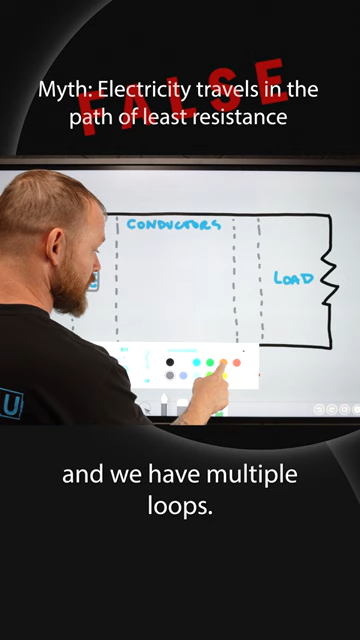 Myth: Electricity travels in the
path of least resistance
FALSE
CONDUCTORS
LOAD
U
and we have multiple
loops.